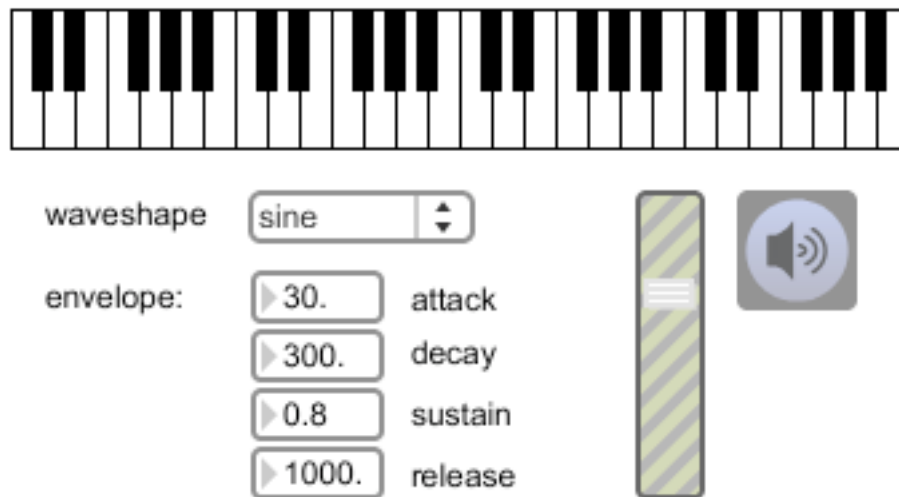 waveshape sine
envelope: 30. attack
300. decay
0.8 sustain
1000. release